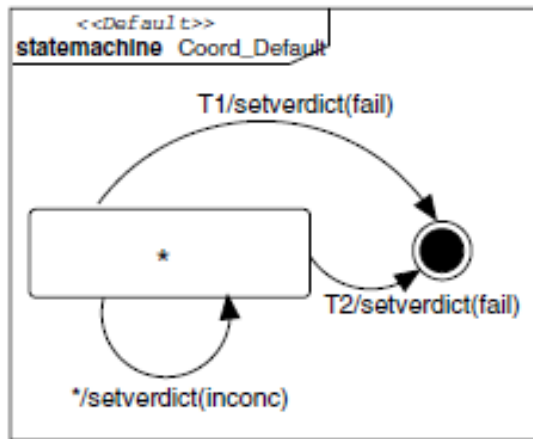 <<Default>>
statemachine Coord_Default
T1/setverdict(fail)
*
T2/setverdict(fail)
*/setverdict(inconc)